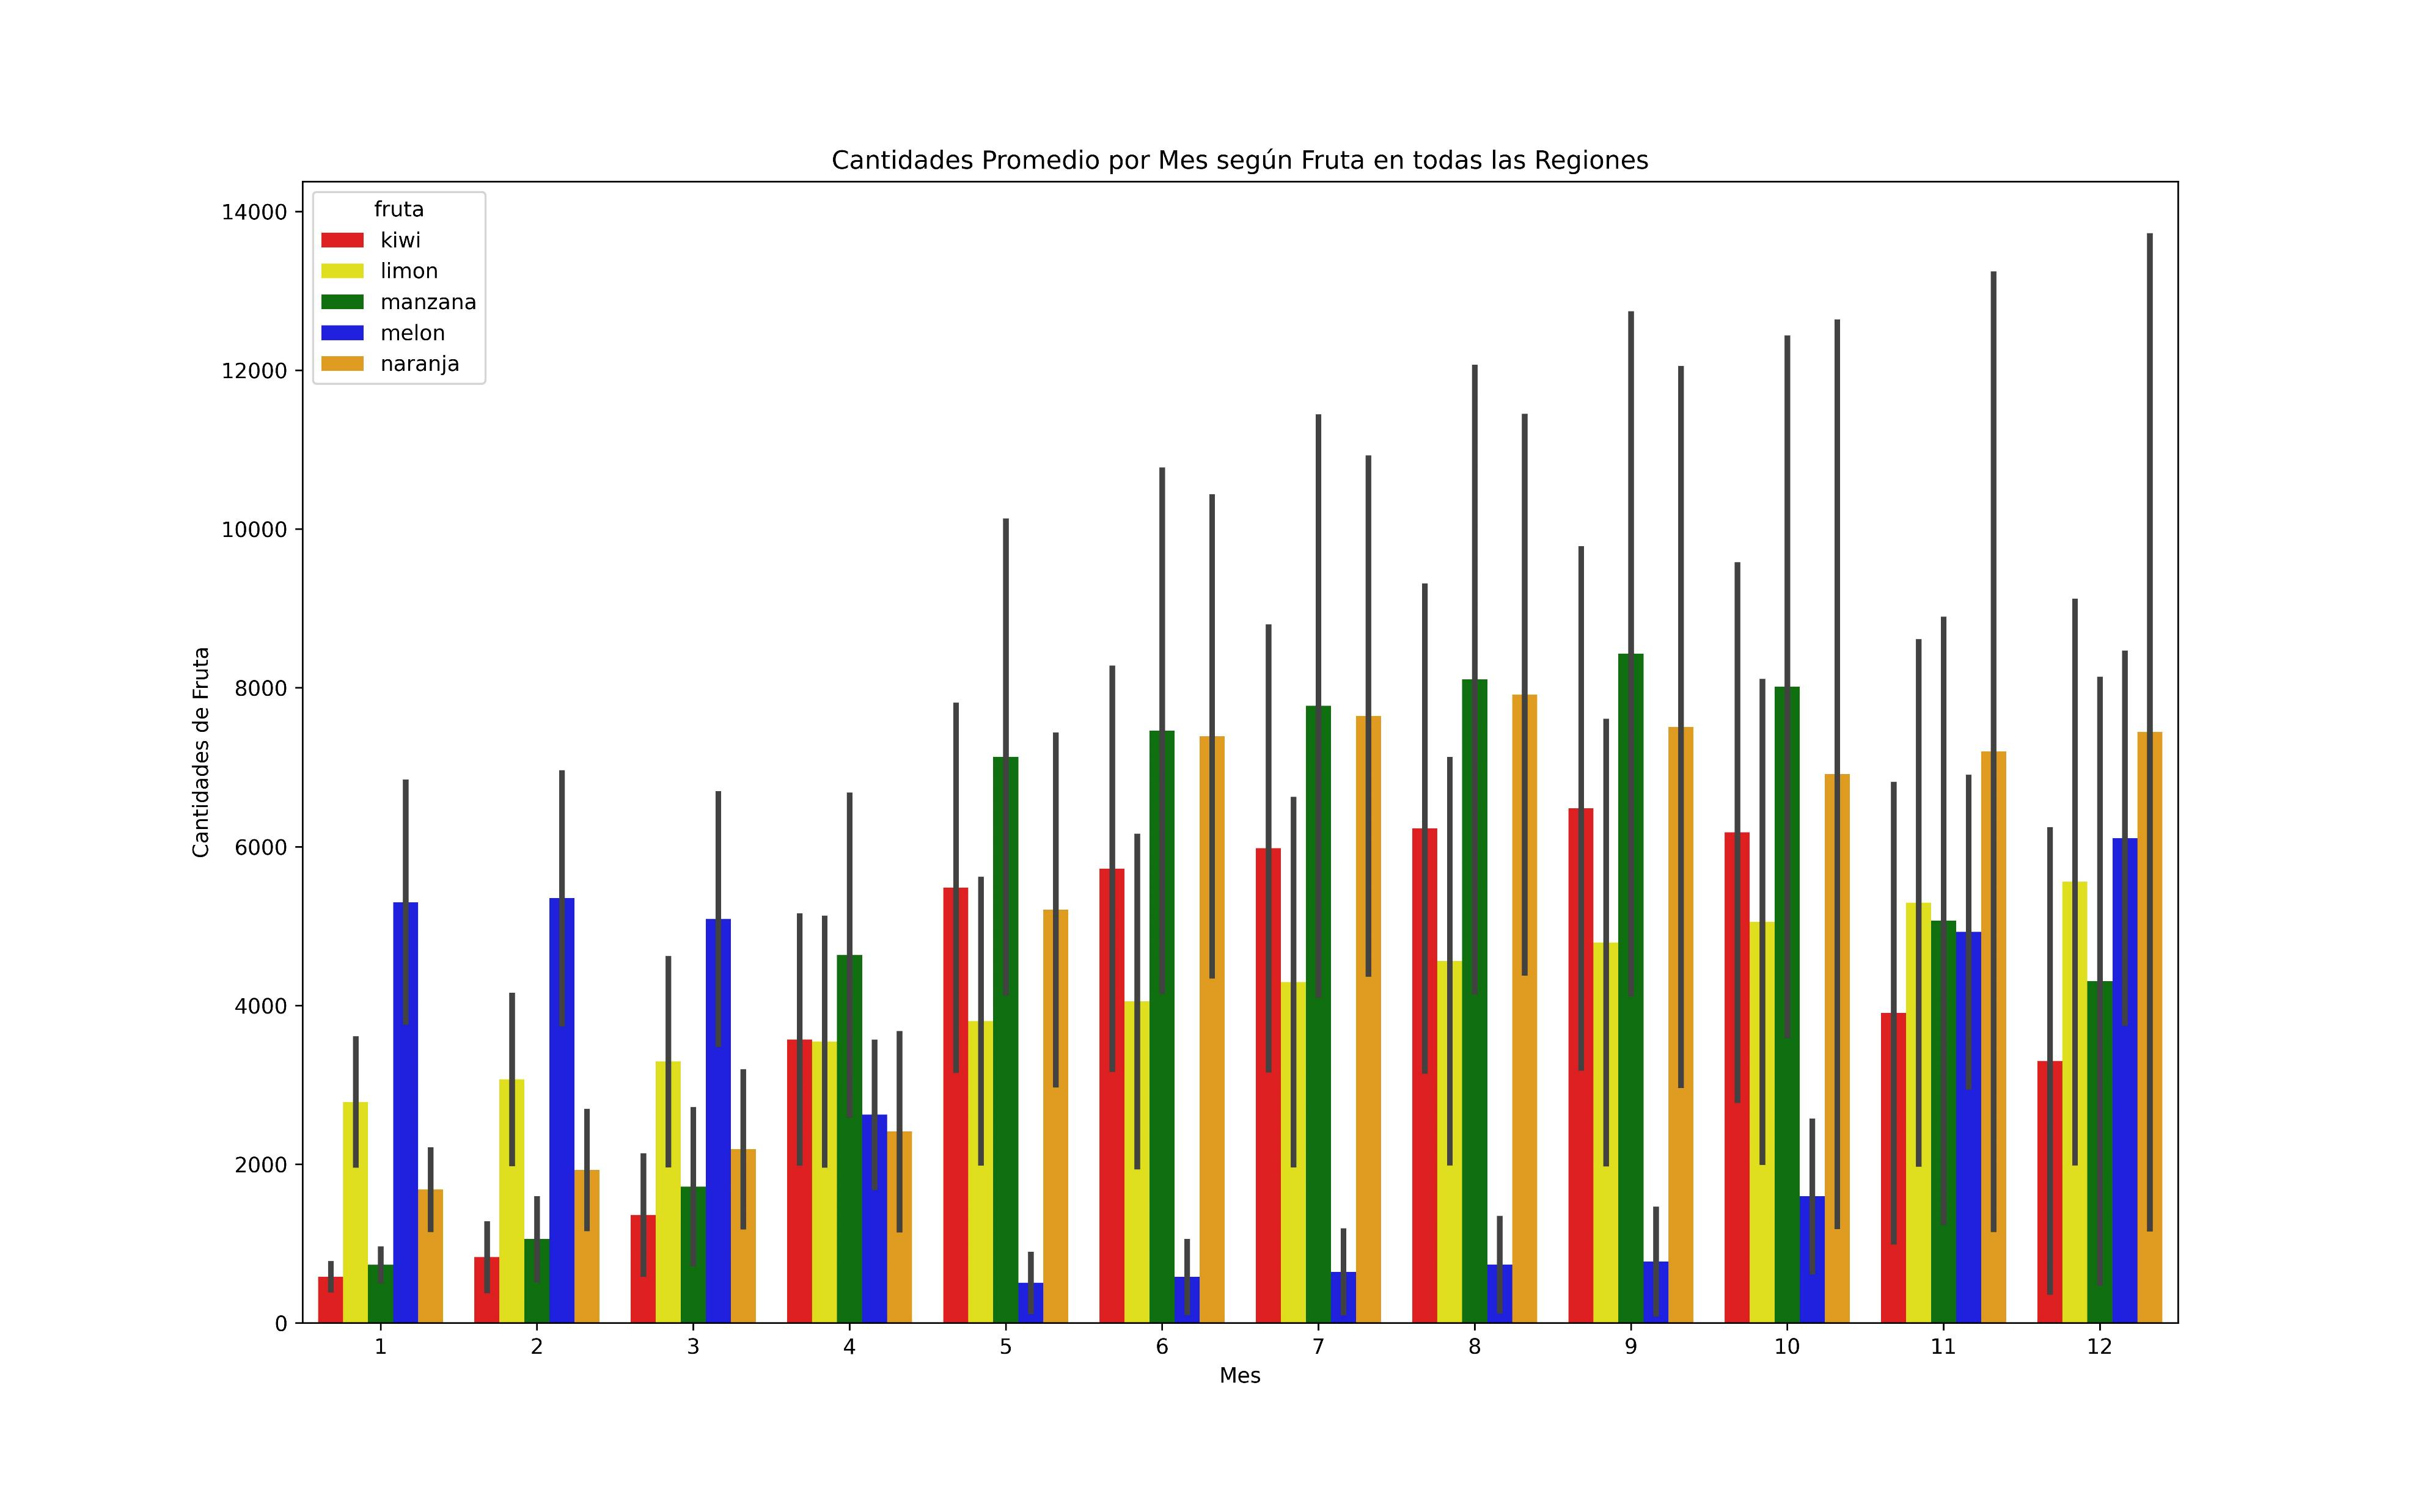 Cantidades Promedio por Mes según Fruta en todas las Regiones
fruta
kiwi
limon
manzana
melon
naranja
Cantidades de Fruta
14000
12000
10000
8000
6000
4000
2000
0
1 2 3 4 5 6 7 8 9 10 11 12
Mes